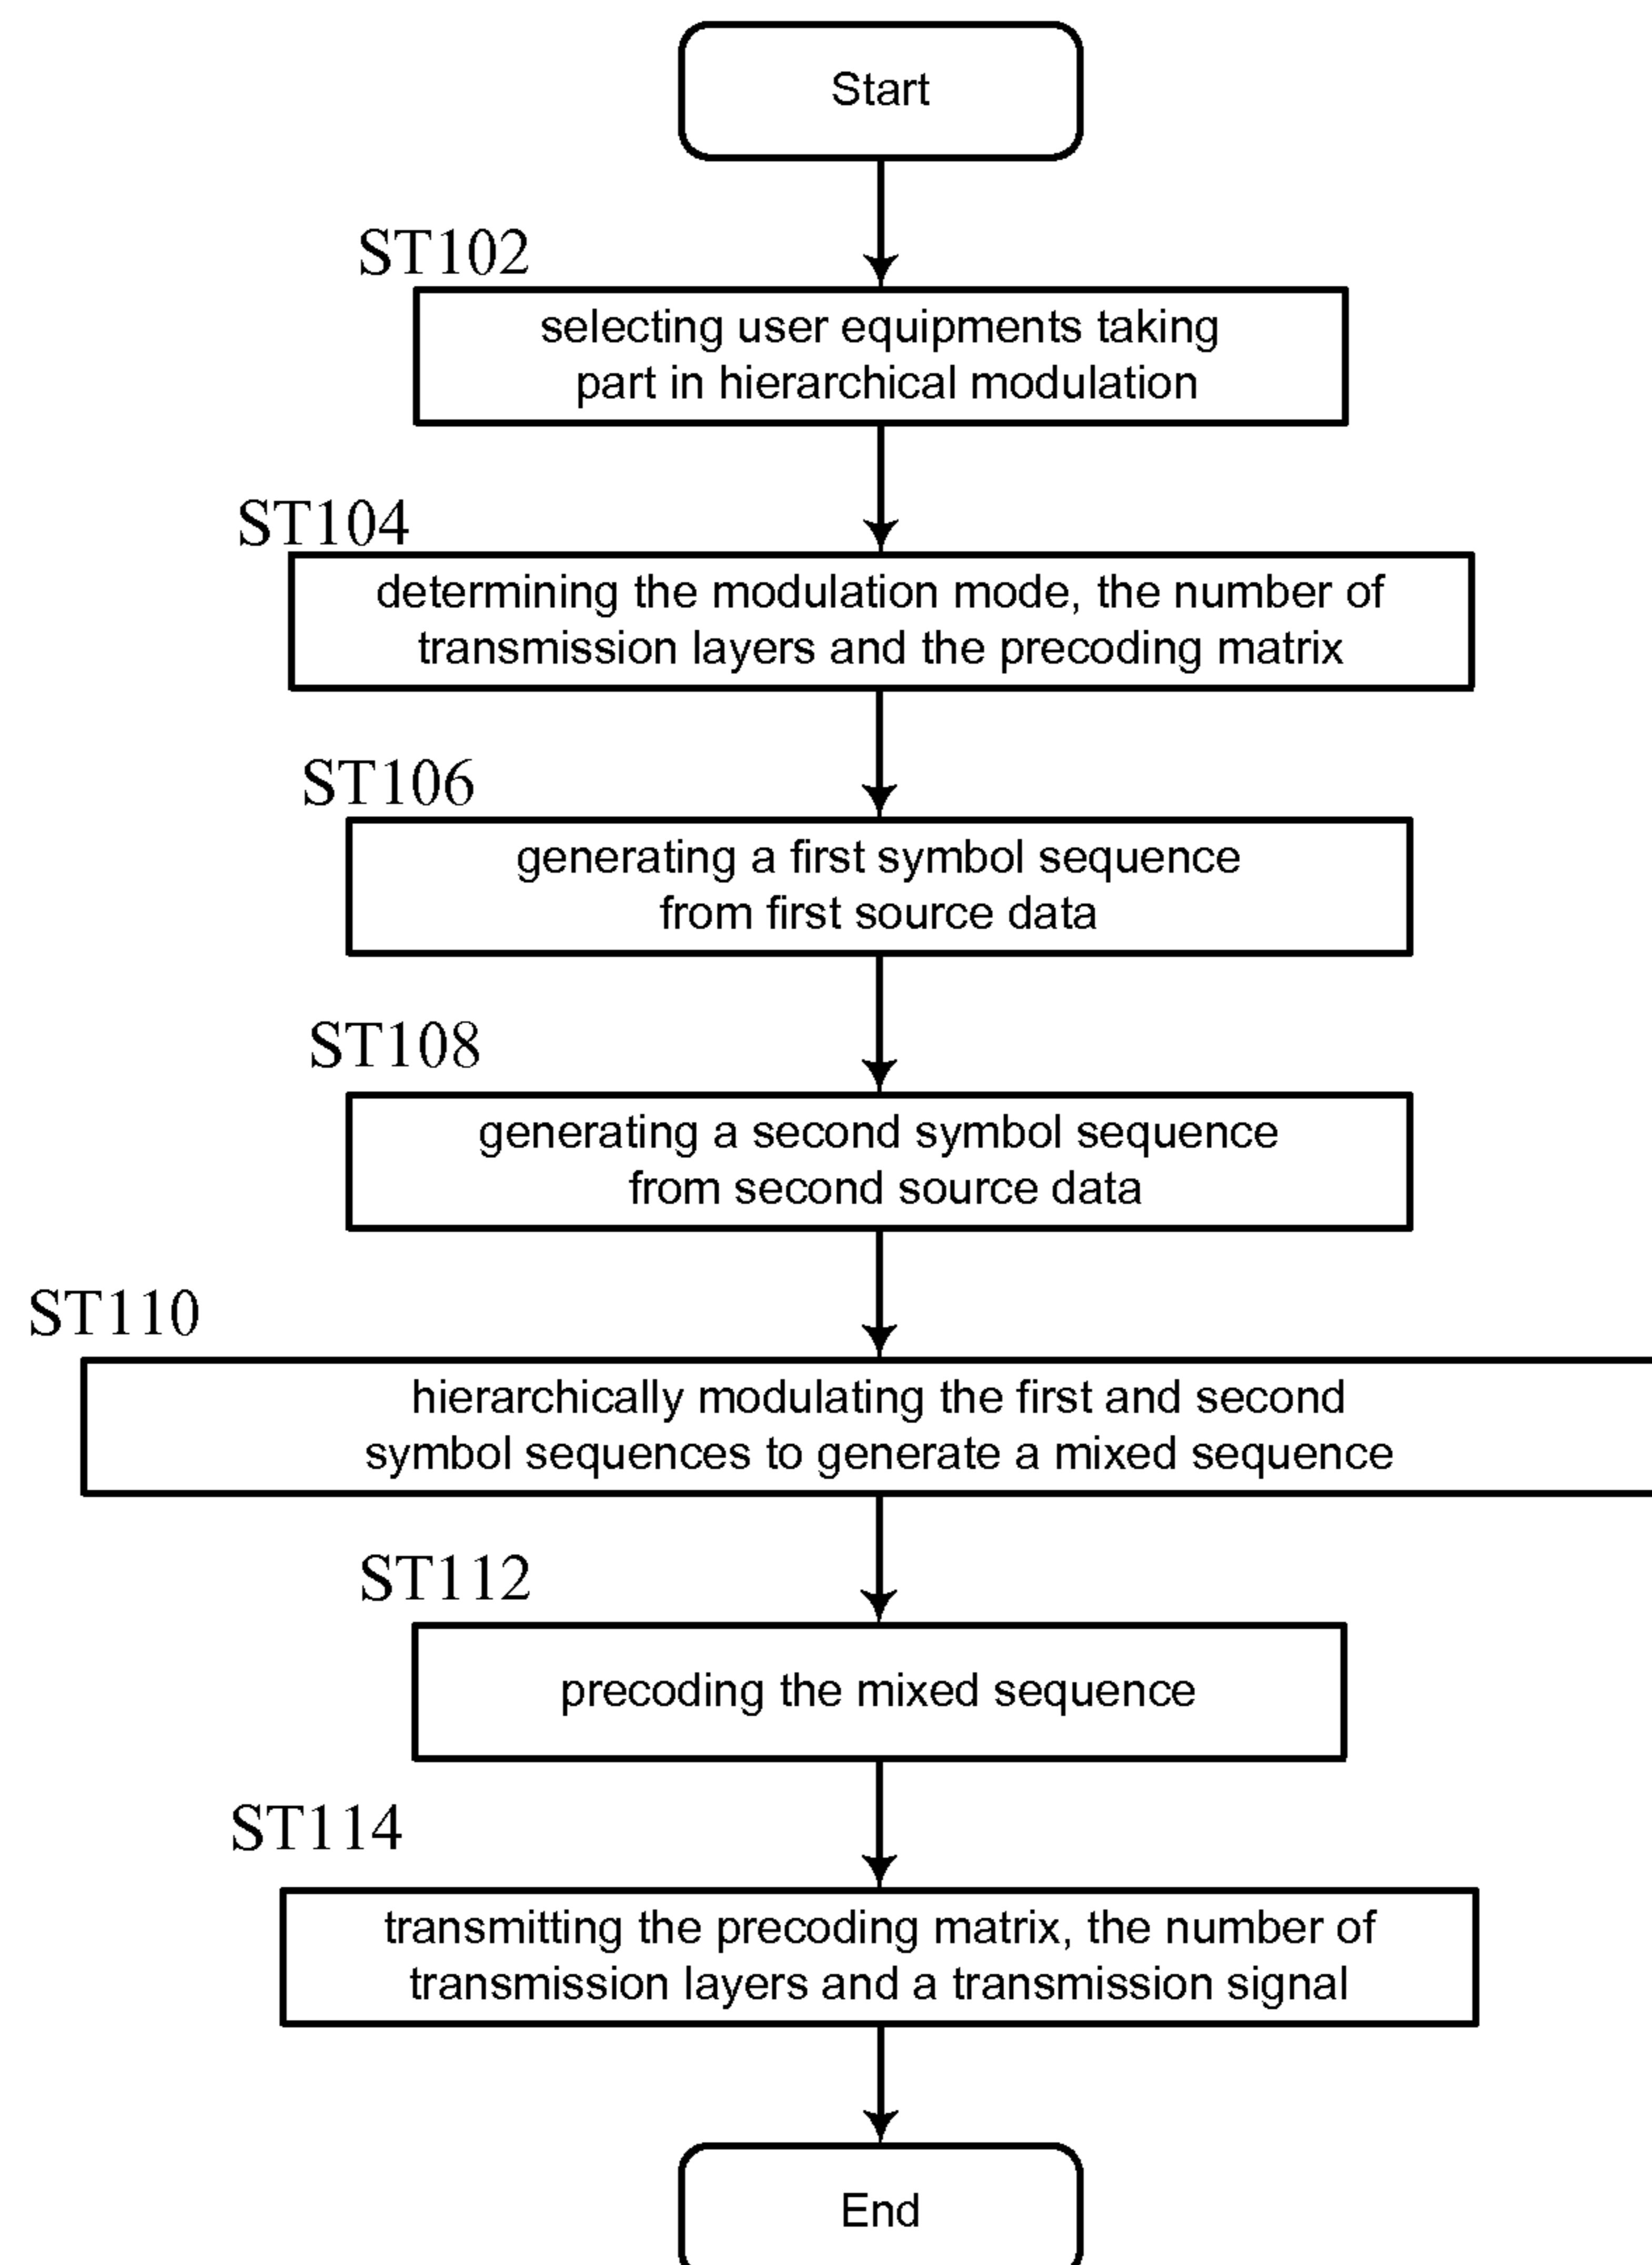 Start
ST102
selecting user equipments taking
part in hierarchical modulation
ST104
determining the modulation mode, the number of
transmission layers and the precoding matrix
ST106
generating a first symbol sequence
from first source data
ST108
generating a second symbol sequence
from second source data
ST110
hierarchically modulating the first and second
symbol sequences to generate a mixed sequence
ST112
precoding the mixed sequence
ST114
transmitting the precoding matrix, the number of
transmission layers and a transmission signal
End